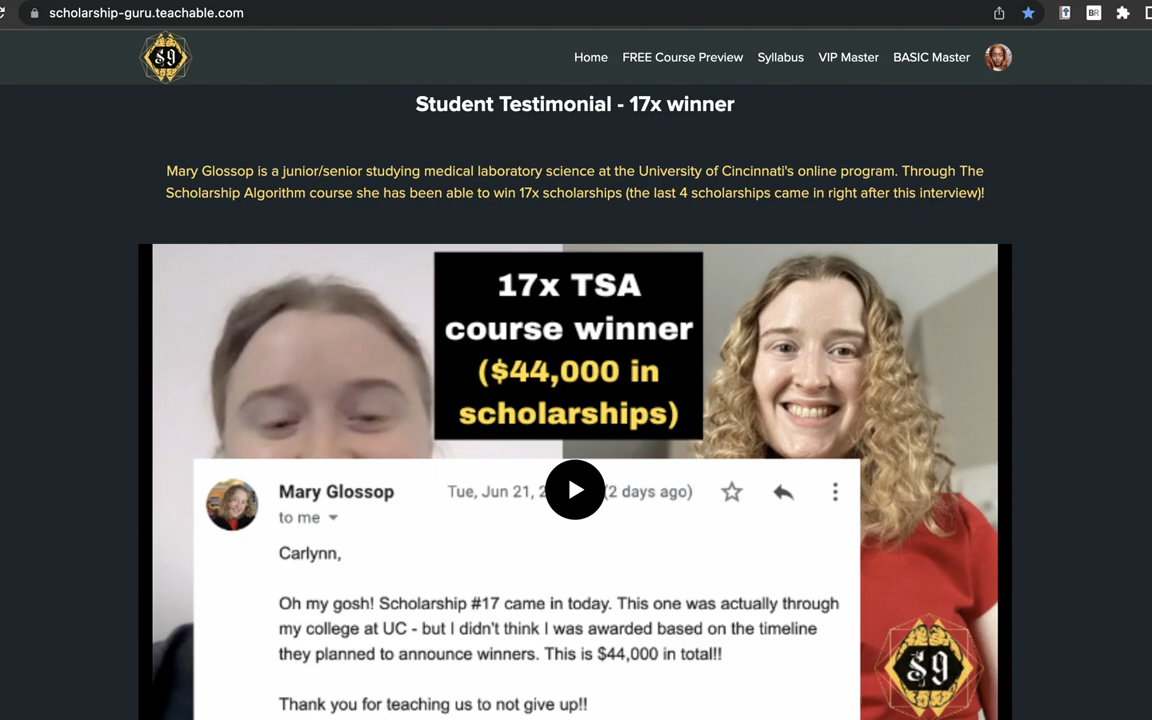 scholarship-guru.teachable.com
BR
sg
Home FREE Course Preview Syllabus VIP Master BASIC Master
Student Testimonial - 17x winner
Mary Glossop is a junior/senior studying medical laboratory science at the University of Cincinnati's online program. Through The
Scholarship Algorithm course she has been able to win 17x scholarships (the last 4 scholarships came in right after this interview)!
17x TSA
course winner
($44,000 in
scholarships)
Mary Glossop Tue, Jun 21, 2 (2 days ago)
to me
Carlynn,
Oh my gosh! Scholarship #17 came in today. This one was actually through
my college at UC - but I didn't think I was awarded based on the timeline
they planned to announce winners. This is $44,000 in total!!
Thank you for teaching us to not give up!!
sg